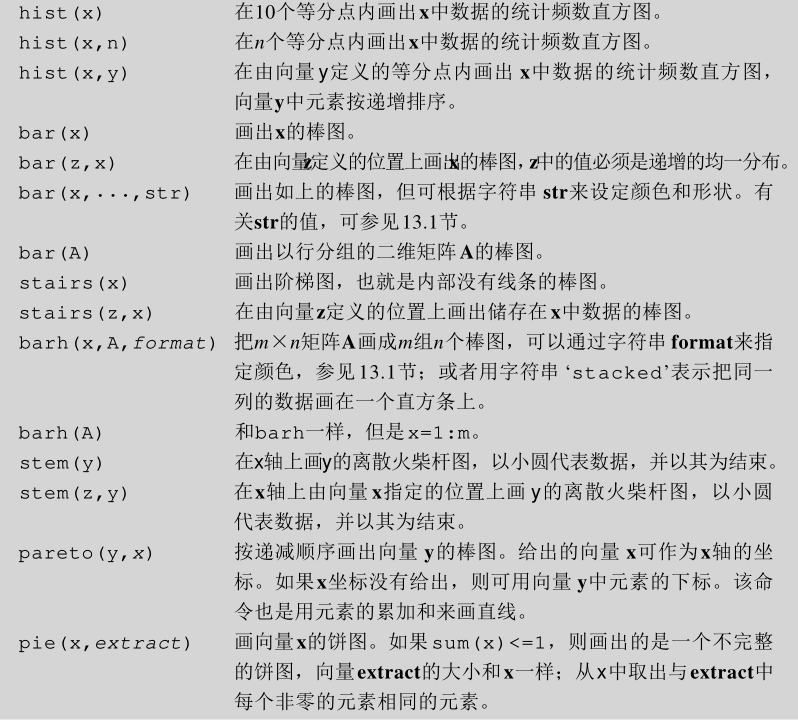 hist(x) 在10个等分点内画出x中数据的统计频数直方图。
hist(x,n) 在n个等分点内画出x中数据的统计频数直方图。
hist(x,y) 在由向量y定义的等分点内画出x中数据的统计频数直方图，
向量y中元素按递增排序。
bar(x) 画出x的棒图。
bar(z,x) 在由向量z定义的位置上画出x的棒图，z中的值必须是递增的均一分布。
bar(x,...,str) 画出如上的棒图，但可根据字符串str来设定颜色和形状。有
关str的值，可参见13.1节。
bar(A) 画出以行分组的二维矩阵A的棒图。
stairs(x) 画出阶梯图，也就是内部没有线条的棒图。
stairs(z,x) 在由向量z定义的位置上画出储存在x中数据的棒图。
barh(x,A,format) 把m×n矩阵A画成m组n个棒图，可以通过字符串format来指
定颜色，参见13.1节；或者用字符串‘stacked’表示把同一
列的数据画在一个直方条上。
barh(A) 和barh一样，但是x=1:m。
stem(y) 在x轴上画y的离散火柴杆图，以小圆代表数据，并以其为结束。
stem(z,y) 在x轴上由向量x指定的位置上画y的离散火柴杆图，以小圆
代表数据，并以其为结束。
pareto(y,x) 按递减顺序画出向量y的棒图。给出的向量x可作为x轴的坐
标。如果x坐标没有给出，则可用向量y中元素的下标。该命
令也是用元素的累加和来画直线。
pie(x,extract) 画向量x的饼图。如果sum(x)<=1，则画出的是一个不完整
的饼图，向量extract的大小和x一样；从x中取出与extract中
每个非零的元素相同的元素。